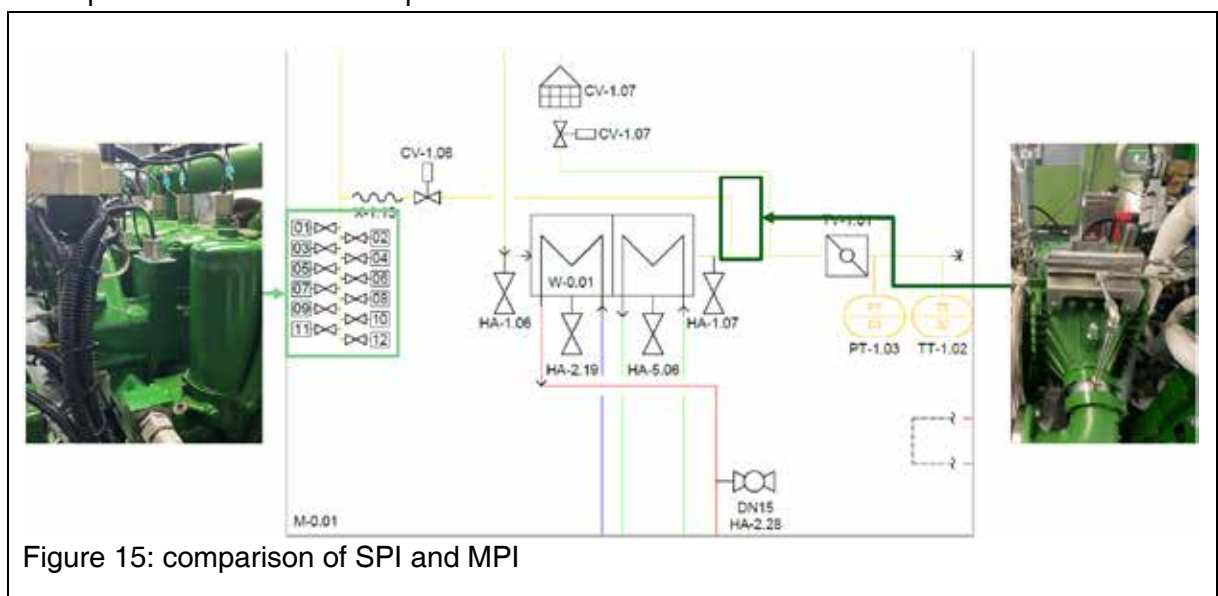 CV-1.07
CV-1.07
CV-1.06
01
02
03
04
05
06
07
08
09
10
11
12
W-0.01
HA-1.06
HA-1.07
HA-2.19
HA-5.06
PT-1.03
TT-1.02
DN15
HA-2.28
M-0.01
Figure 15: comparison of SPI and MPI